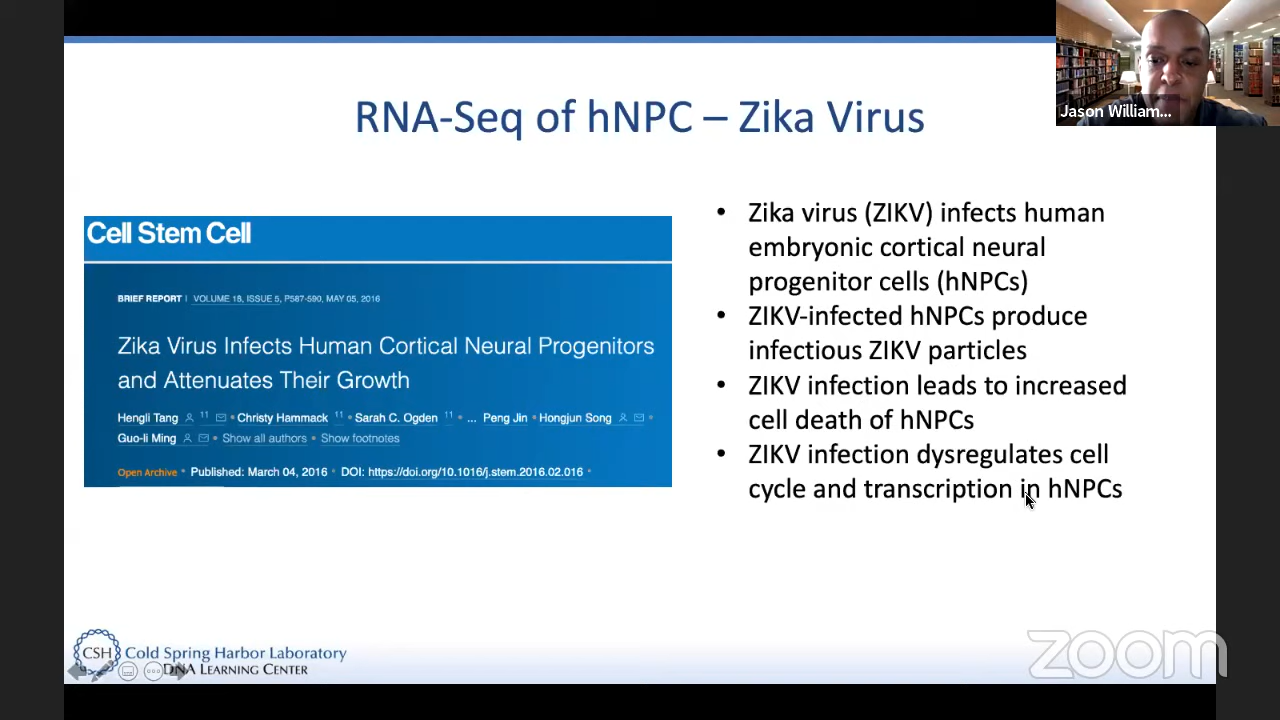 RNA-Seq of hNPC – Zika Virus
Jason William...
Cell Stem Cell
BRIEF REPORT | VOLUME 18, ISSUE 5, P587-590, MAY 05, 2016
Zika Virus Infects Human Cortical Neural Progenitors
and Attenuates Their Growth
Hengli Tang 11 • Christy Hammack 11 • Sarah C. Ogden 11 • ... Peng Jin • Hongjun Song •
Guo-li Ming • Show all authors • Show footnotes
Open Archive • Published: March 04, 2016 • DOI: https://doi.org/10.1016/j.stem.2016.02.016 •
• Zika virus (ZIKV) infects human
embryonic cortical neural
progenitor cells (hNPCs)
• ZIKV-infected hNPCs produce
infectious ZIKV particles
• ZIKV infection leads to increased
cell death of hNPCs
• ZIKV infection dysregulates cell
cycle and transcription in hNPCs
CSH Cold Spring Harbor Laboratory
DNA LEARNING CENTER
zoom